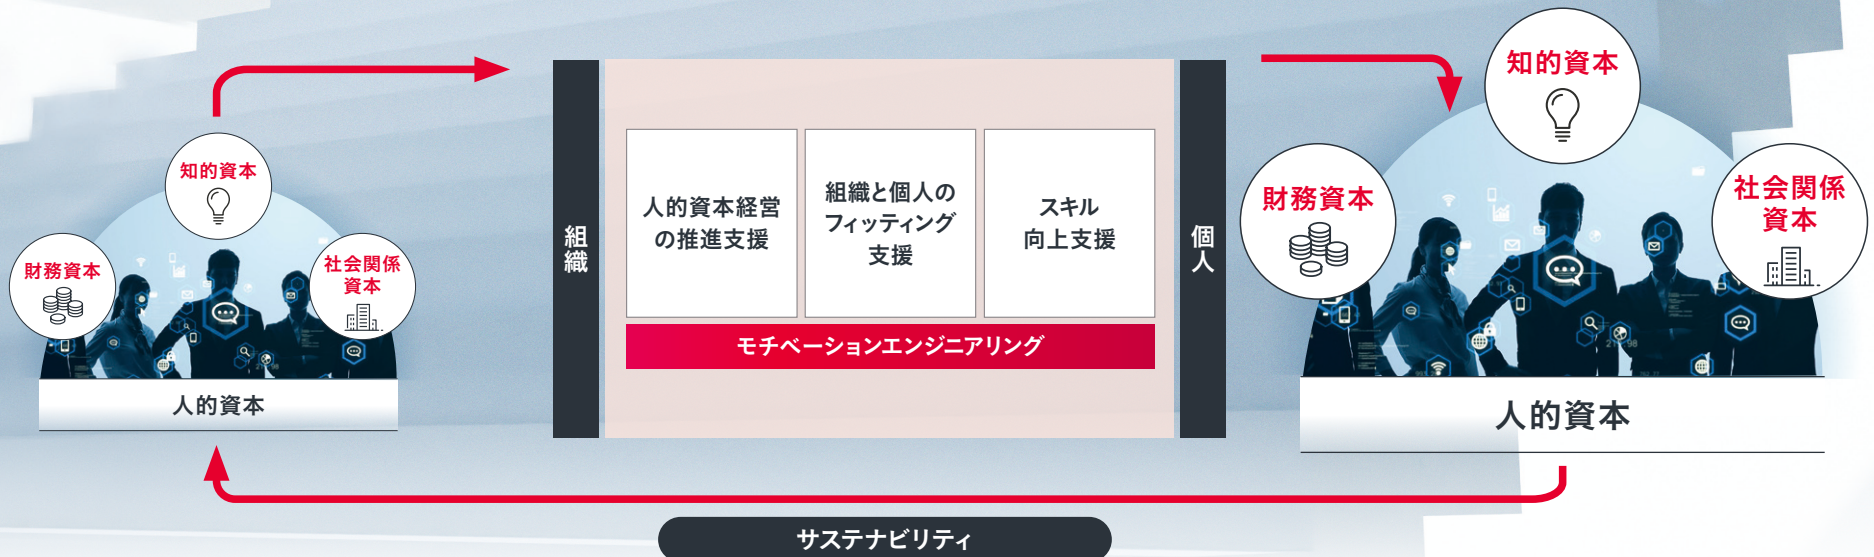 知的資本
財務資本
社会関係
資本
人的資本
組織
人的資本経営
の推進支援
組織と個人の
フィッティング
支援
スキル
向上支援
モチベーションエンジニアリング
個人
知的資本
財務資本
社会関係
資本
人的資本
サステナビリティ